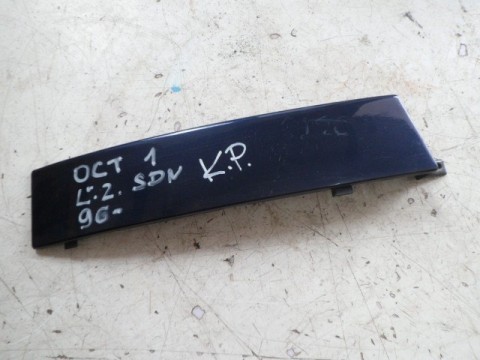 OCT 1
L.Z. SDN K.P.
96-